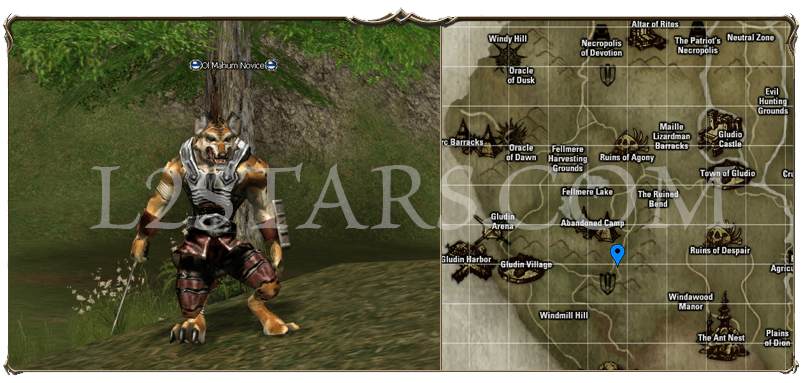 Ol Mahum Novice
L2STARS.COM
Altar of Rites
Windy Hill
Necropolis
of Devotion
The Patriot's
Necropolis
Neutral Zone
Oracle
of Dusk
Evil
Hunting
Grounds
Maille
Lizardman
Barracks
Gludio
Castle
rc Barracks
Oracle
of Dawn
Fellmere
Harvesting
Grounds
Ruins of Agony
Town of Gludio
Cru
Fellmere Lake
The Ruined
Bend
Gludin
Arena
Abandoned Camp
Ruins of Despair
Gludin Harbor
Gludin Village
Agricu
Windawood
Manor
Windmill Hill
The Ant Nest
Plains
of Dion